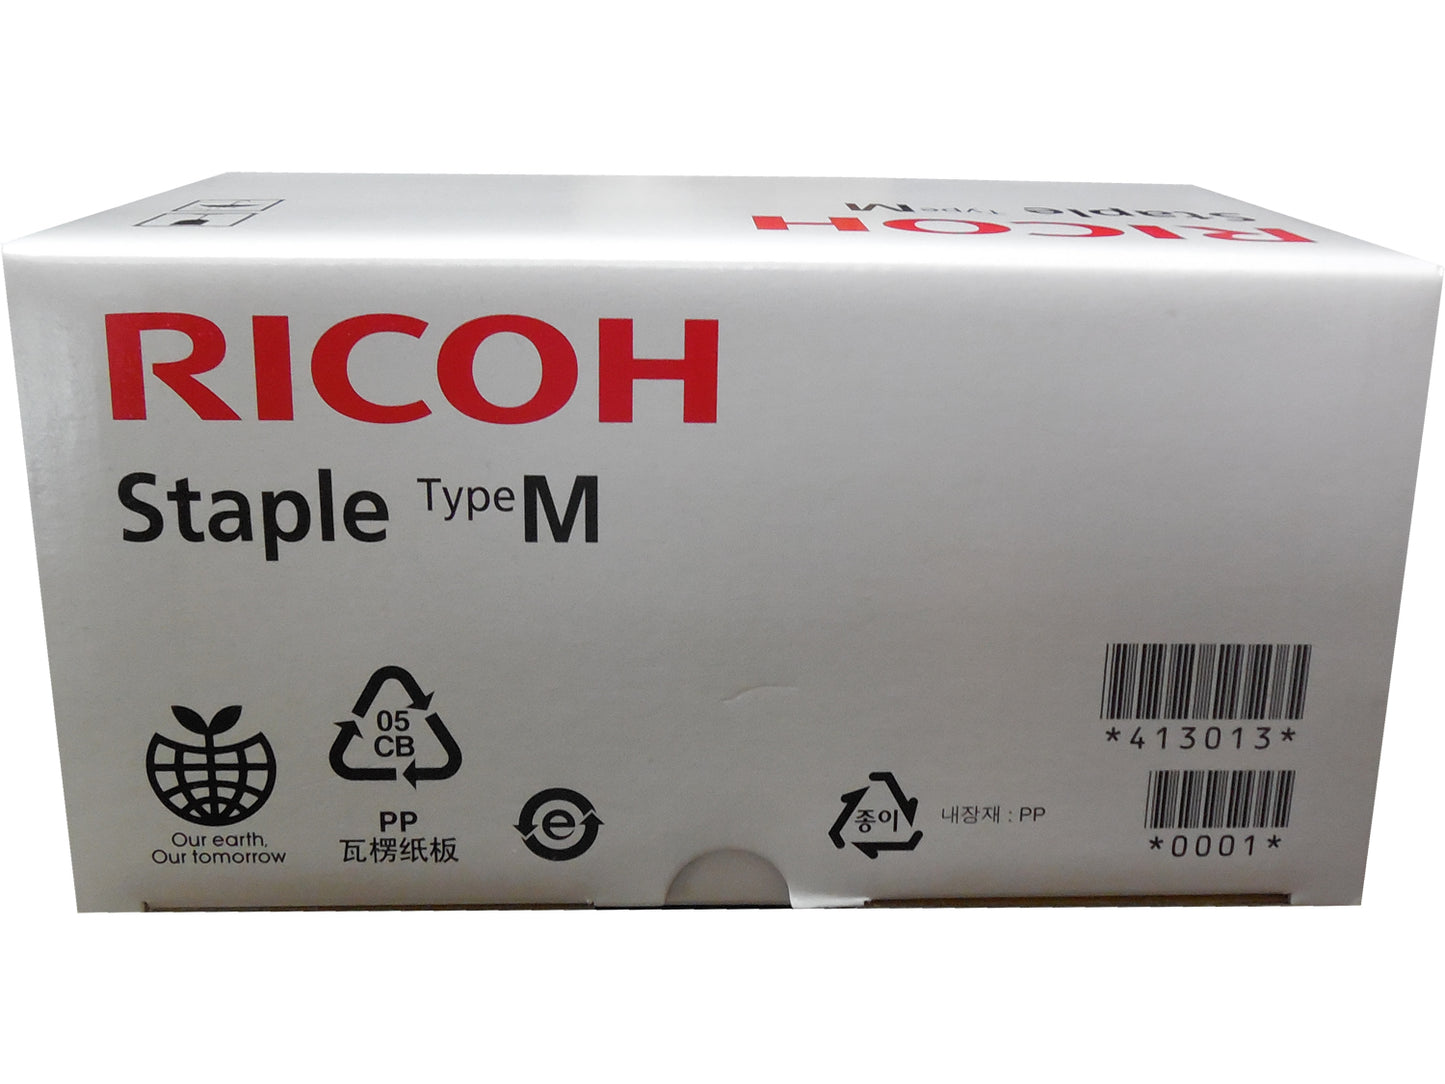 RICOH
Staple Type M
RICOH
Staple Type M
Our earth,
Our tomorrow
05
CB
PP
瓦楞纸板
e
종이
내장재 : PP
*413013*
*0001*